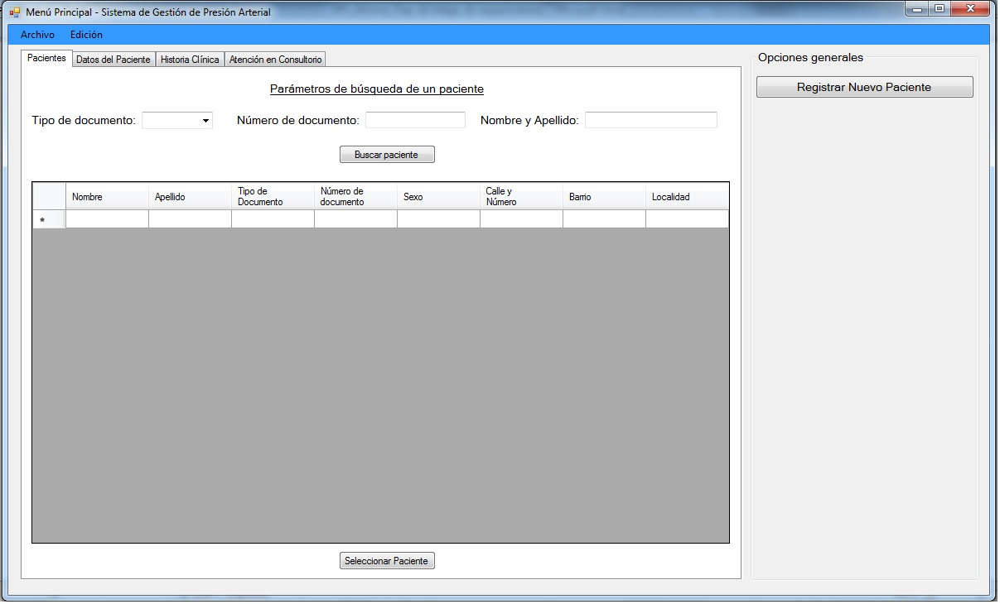 Menú Principal - Sistema de Gestión de Presión Arterial
Archivo Edición
Pacientes Datos del Paciente Historia Clínica Atención en Consultorio
Opciones generales
Registrar Nuevo Paciente
Parámetros de búsqueda de un paciente
Tipo de documento: Número de documento: Nombre y Apellido:
Buscar paciente
Nombre Apellido Tipo de Documento Número de documento Sexo Calle y Número Barrio Localidad
*
Seleccionar Paciente